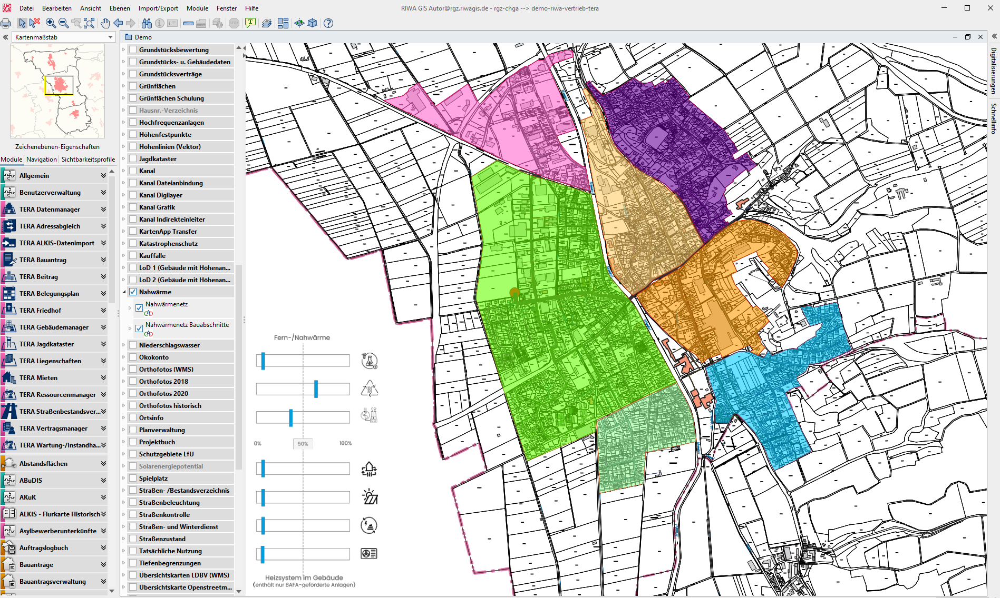 Datei Bearbeiten Ansicht Ebenen Import/Export Module Fenster Hilfe
RIWA GIS Autor@rgz.riwagis.de - rgz-chga --> demo-riwa-vertrieb-tera
STOP
T
Kartenmaßstab
Zeichenebenen-Eigenschaften
Module Navigation Sichtbarkeitsprofile
Allgemein
Benutzerverwaltung
TERA Datenmanager
TERA Adressabgleich
TERA ALKIS-Datenimport
TERA Bauantrag
TERA Beitrag
TERA Belegungsplan
TERA Friedhof
TERA Gebäudemanager
TERA Jagdkataster
TERA Liegenschaften
TERA Mieten
TERA Ressourcenmanager
TERA Straßenbestandsver...
TERA Vertragsmanager
TERA Wartung-/Instandha...
Abstandsflächen
ABuDIS
AKuK
ALKIS - Flurkarte Historisch
Asylbewerberunterkünfte
Auftragslogbuch
Bauanträge
Bauantragsverwaltung
Demo
Grundstücksbewertung
Grundstücks- u. Gebäudedaten
Grundstücksverträge
Grünflächen
Grünflächen Schulung
Hausnr.-Verzeichnis
Hochfrequenzanlagen
Höhenfestpunkte
Höhenlinien (Vektor)
Jagdkataster
Kanal
Kanal Dateianbindung
Kanal Digilayer
Kanal Grafik
Kanal Indirekteinleiter
KartenApp Transfer
Katastrophenschutz
Kauffälle
LoD 1 (Gebäude mit Höhenan...
LoD 2 (Gebäude mit Höhenan...
Nahwärme
Nahwärmenetz
A
Nahwärmenetz Bauabschnitte
A
Niederschlagswasser
Ökokonto
Orthofotos (WMS)
Orthofotos 2018
Orthofotos 2020
Orthofotos historisch
Ortsinfo
Planverwaltung
Projektbuch
Schutzgebiete LfU
Solarenergiepotential
Spielplatz
Straßen- /Bestandsverzeichnis
Straßenbeleuchtung
Straßenkontrolle
Straßen- und Winterdienst
Straßenzustand
Tatsächliche Nutzung
Tiefenbegrenzungen
Übersichtskarten LDBV (WMS)
Übersichtskarte Openstreetm...
Fern-/Nahwärme
0% 50% 100%
Heizsystem im Gebäude
(enthält nur BAFA-geförderte Anlagen)
Digitalisierungen
Schnellinfo